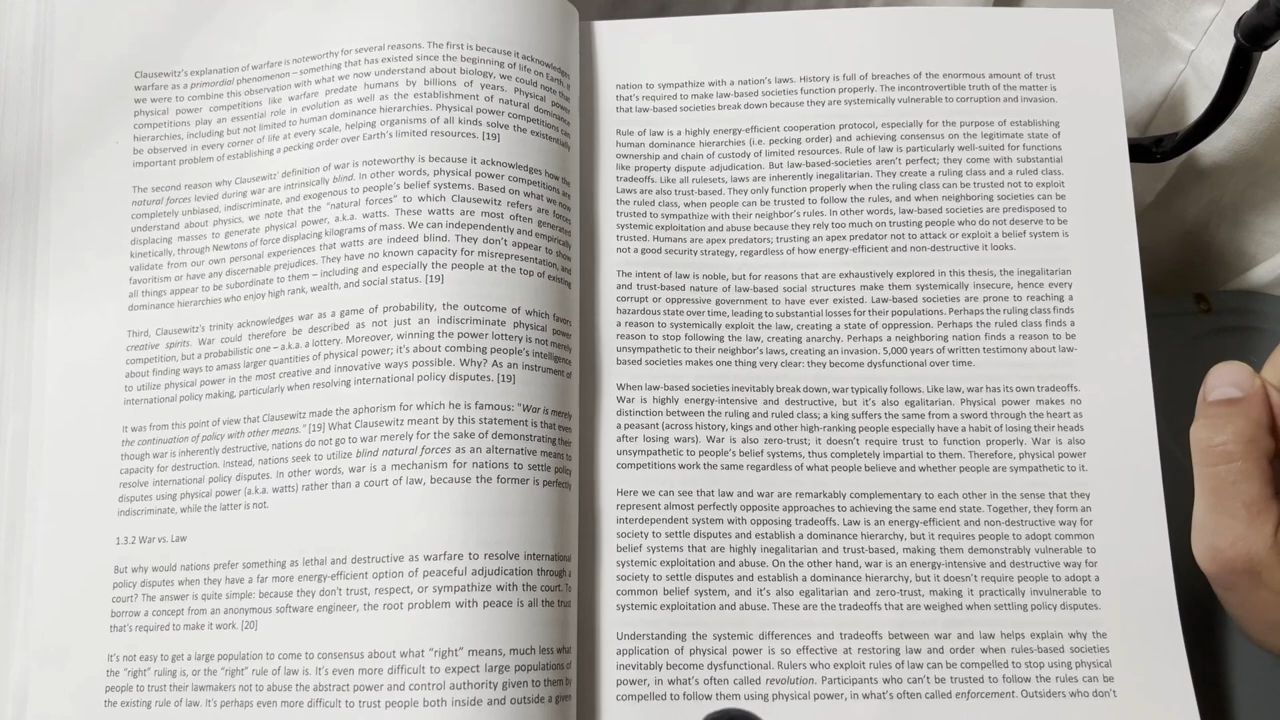 Clausewitz's explanation of warfare is noteworthy for several reasons. The first is because it acknowledges
warfare as a primordial phenomenon – something that has existed since the beginning of life on Earth. If
we were to combine this observation with what we now understand about biology, we could note that
physical power competitions like warfare predate humans by billions of years. Physical power
competitions play an essential role in evolution as well as the establishment of natural dominance
hierarchies, including but not limited to human dominance hierarchies. Physical power competitions can
be observed in every corner of life at every scale, helping organisms of all kinds solve the existentially
important problem of establishing a pecking order over Earth's limited resources. [19]
The second reason why Clausewitz' definition of war is noteworthy is because it acknowledges how the
natural forces levied during war are intrinsically blind. In other words, physical power competitions are
completely unbiased, indiscriminate, and exogenous to people's belief systems. Based on what we now
understand about physics, we note that the "natural forces" to which Clausewitz refers are forces
displacing masses to generate physical power, a.k.a. watts. These watts are most often generated
kinetically, through Newtons of force displacing kilograms of mass. We can independently and empirically
validate from our own personal experiences that watts are indeed blind. They don't appear to show
favoritism or have any discernable prejudices. They have no known capacity for misrepresentation, and
all things appear to be subordinate to them – including and especially the people at the top of existing
dominance hierarchies who enjoy high rank, wealth, and social status. [19]
Third, Clausewitz's trinity acknowledges war as a game of probability, the outcome of which favors
creative spirits. War could therefore be described as not just an indiscriminate physical power
competition, but a probabilistic one – a.k.a. a lottery. Moreover, winning the power lottery is not merely
about finding ways to amass larger quantities of physical power; it's about combing people's intelligence
to utilize physical power in the most creative and innovative ways possible. Why? As an instrument of
international policy making, particularly when resolving international policy disputes. [19]
It was from this point of view that Clausewitz made the aphorism for which he is famous: "War is merely
the continuation of policy with other means." [19] What Clausewitz meant by this statement is that even
though war is inherently destructive, nations do not go to war merely for the sake of demonstrating their
capacity for destruction. Instead, nations seek to utilize blind natural forces as an alternative means to
resolve international policy disputes. In other words, war is a mechanism for nations to settle policy
disputes using physical power (a.k.a. watts) rather than a court of law, because the former is perfectly
indiscriminate, while the latter is not.
1.3.2 War vs. Law
But why would nations prefer something as lethal and destructive as warfare to resolve international
policy disputes when they have a far more energy-efficient option of peaceful adjudication through a
court? The answer is quite simple: because they don't trust, respect, or sympathize with the court. To
borrow a concept from an anonymous software engineer, the root problem with peace is all the trust
that's required to make it work. [20]
It's not easy to get a large population to come to consensus about what "right" means, much less what
the "right" ruling is, or the "right" rule of law is. It's even more difficult to expect large populations of
people to trust their lawmakers not to abuse the abstract power and control authority given to them by
the existing rule of law. It's perhaps even more difficult to trust people both inside and outside a given
nation to sympathize with a nation's laws. History is full of breaches of the enormous amount of trust
that's required to make law-based societies function properly. The incontrovertible truth of the matter is
that law-based societies break down because they are systemically vulnerable to corruption and invasion.
Rule of law is a highly energy-efficient cooperation protocol, especially for the purpose of establishing
human dominance hierarchies (i.e. pecking order) and achieving consensus on the legitimate state of
ownership and chain of custody of limited resources. Rule of law is particularly well-suited for functions
like property dispute adjudication. But law-based-societies aren't perfect; they come with substantial
tradeoffs. Like all rulesets, laws are inherently inegalitarian. They create a ruling class and a ruled class.
Laws are also trust-based. They only function properly when the ruling class can be trusted not to exploit
the ruled class, when people can be trusted to follow the rules, and when neighboring societies can be
trusted to sympathize with their neighbor's rules. In other words, law-based societies are predisposed to
systemic exploitation and abuse because they rely too much on trusting people who do not deserve to be
trusted. Humans are apex predators; trusting an apex predator not to attack or exploit a belief system is
not a good security strategy, regardless of how energy-efficient and non-destructive it looks.
The intent of law is noble, but for reasons that are exhaustively explored in this thesis, the inegalitarian
and trust-based nature of law-based social structures make them systemically insecure, hence every
corrupt or oppressive government to have ever existed. Law-based societies are prone to reaching a
hazardous state over time, leading to substantial losses for their populations. Perhaps the ruling class finds
a reason to systemically exploit the law, creating a state of oppression. Perhaps the ruled class finds a
reason to stop following the law, creating anarchy. Perhaps a neighboring nation finds a reason to be
unsympathetic to their neighbor's laws, creating an invasion. 5,000 years of written testimony about law-
based societies makes one thing very clear: they become dysfunctional over time.
When law-based societies inevitably break down, war typically follows. Like law, war has its own tradeoffs.
War is highly energy-intensive and destructive, but it's also egalitarian. Physical power makes no
distinction between the ruling and ruled class; a king suffers the same from a sword through the heart as
a peasant (across history, kings and other high-ranking people especially have a habit of losing their heads
after losing wars). War is also zero-trust; it doesn't require trust to function properly. War is also
unsympathetic to people's belief systems, thus completely impartial to them. Therefore, physical power
competitions work the same regardless of what people believe and whether people are sympathetic to it.
Here we can see that law and war are remarkably complementary to each other in the sense that they
represent almost perfectly opposite approaches to achieving the same end state. Together, they form an
interdependent system with opposing tradeoffs. Law is an energy-efficient and non-destructive way for
society to settle disputes and establish a dominance hierarchy, but it requires people to adopt common
belief systems that are highly inegalitarian and trust-based, making them demonstrably vulnerable to
systemic exploitation and abuse. On the other hand, war is an energy-intensive and destructive way for
society to settle disputes and establish a dominance hierarchy, but it doesn't require people to adopt a
common belief system, and it's also egalitarian and zero-trust, making it practically invulnerable to
systemic exploitation and abuse. These are the tradeoffs that are weighed when settling policy disputes.
Understanding the systemic differences and tradeoffs between war and law helps explain why the
application of physical power is so effective at restoring law and order when rules-based societies
inevitably become dysfunctional. Rulers who exploit rules of law can be compelled to stop using physical
power, in what's often called revolution. Participants who can't be trusted to follow the rules can be
compelled to follow them using physical power, in what's often called enforcement. Outsiders who don't